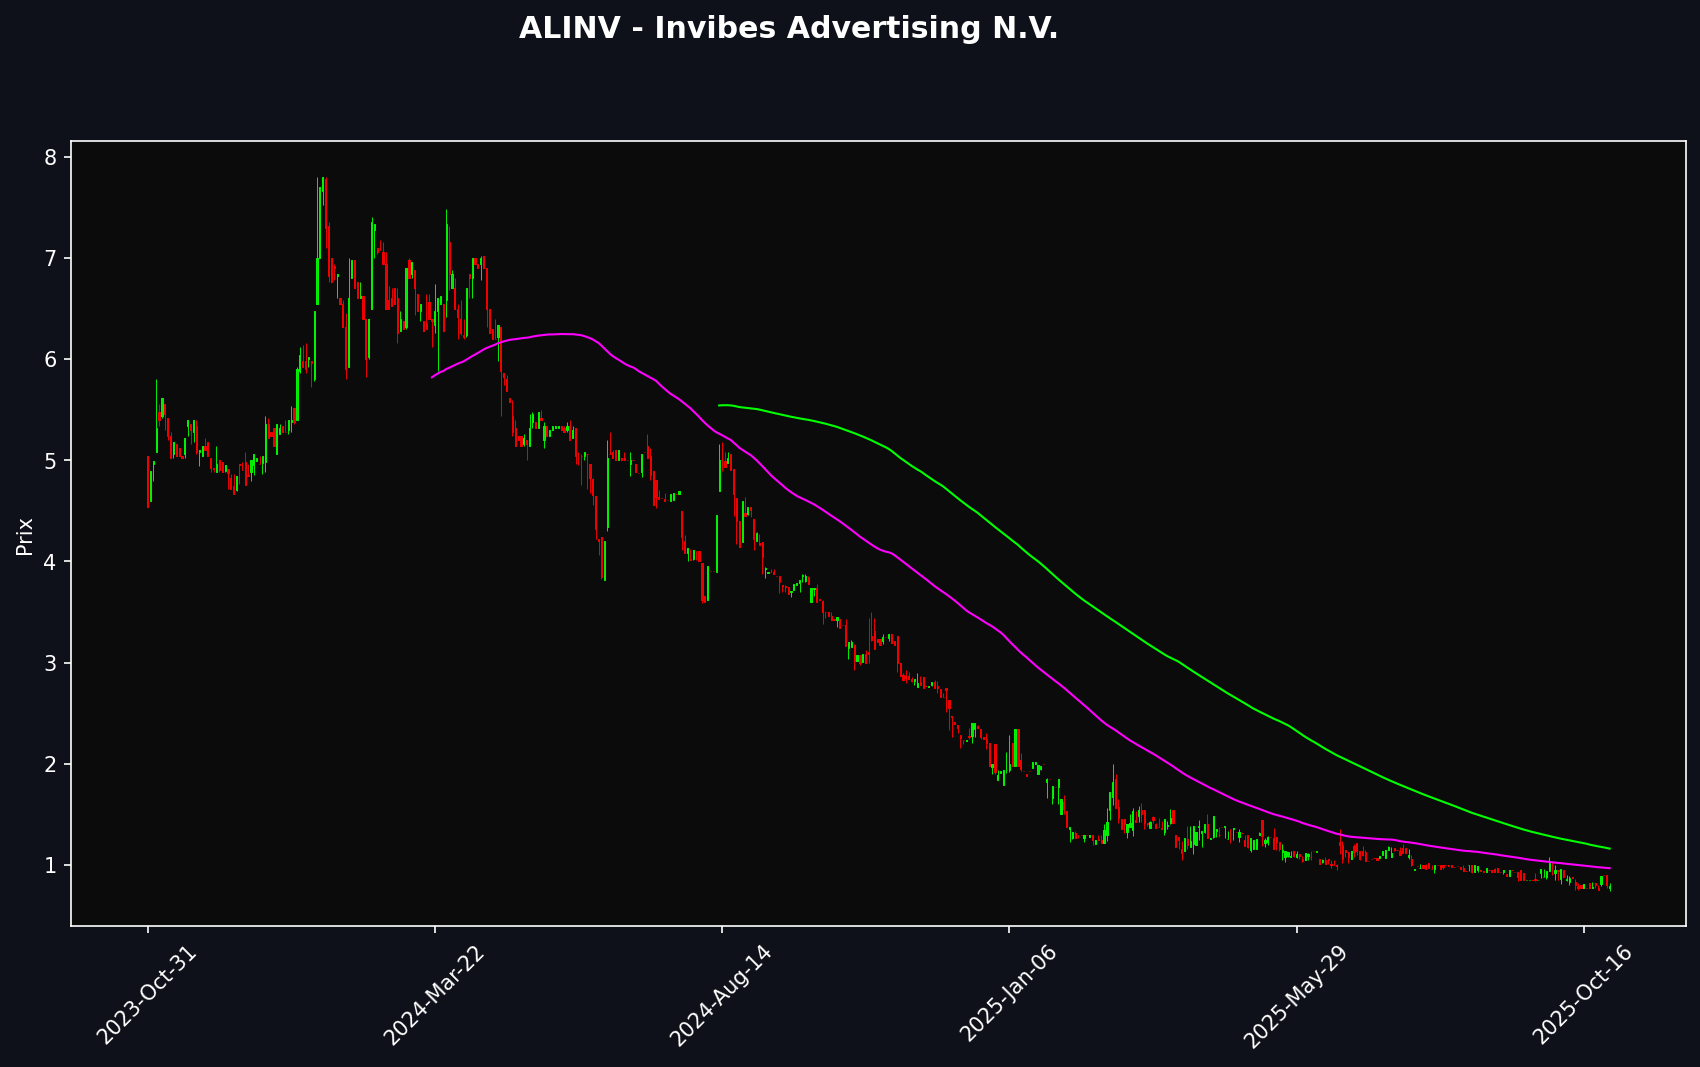 ALINV - Invibes Advertising N.V.
8
7
6
5
4
3
2
1
Prix
2023-Oct-31
2024-Mar-22
2024-Aug-14
2025-Jan-06
2025-May-29
2025-Oct-16